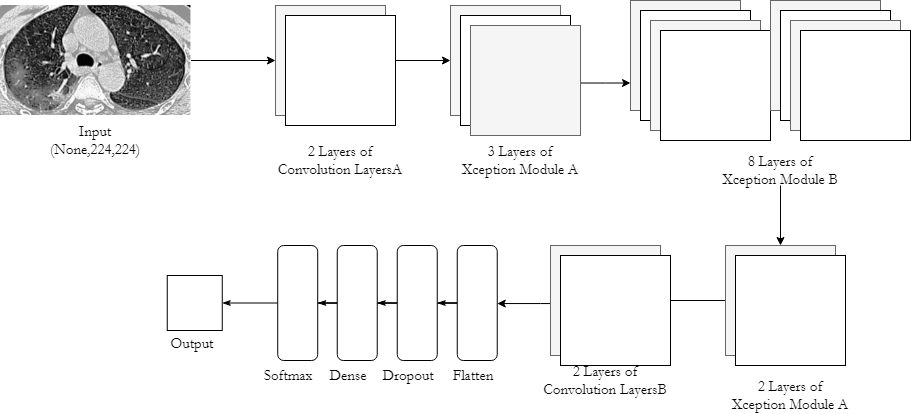 Input
(None,224,224)
2 Layers of
Convolution LayersA
3 Layers of
Xception Module A
8 Layers of
Xception Module B
Output
Softmax
Dense
Dropout
Flatten
2 Layers of
Convolution LayersB
2 Layers of
Xception Module A